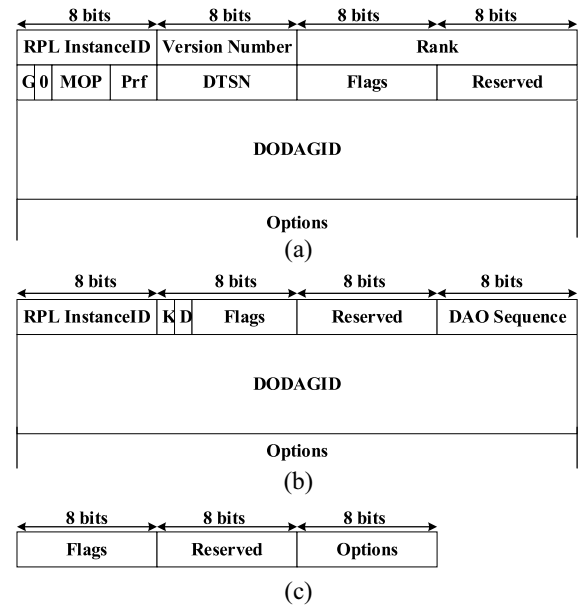 8 bits 8 bits 8 bits 8 bits
RPL InstanceID Version Number Rank
G 0 MOP Prf DTSN Flags Reserved
DODAGID
Options
(a)
8 bits 8 bits 8 bits 8 bits
RPL InstanceID K D Flags Reserved DAO Sequence
DODAGID
Options
(b)
8 bits 8 bits 8 bits
Flags Reserved Options
(c)